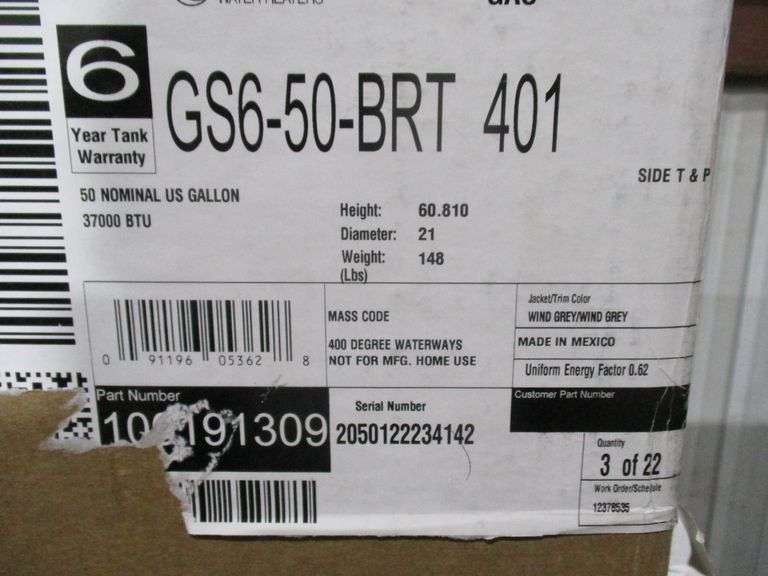 WATER HEATERS
GAS
6
Year Tank
Warranty
GS6-50-BRT 401
SIDE T & P
50 NOMINAL US GALLON
37000 BTU
Height: 60.810
Diameter: 21
Weight: 148
(Lbs)
0 91196 05362 8
MASS CODE
400 DEGREE WATERWAYS
NOT FOR MFG. HOME USE
Jacket/Trim Color
WIND GREY/WIND GREY
MADE IN MEXICO
Uniform Energy Factor 0.62
Customer Part Number
Part Number
Serial Number
2050122234142
Quantity
3 of 22
Work Order/Schedule
12378535